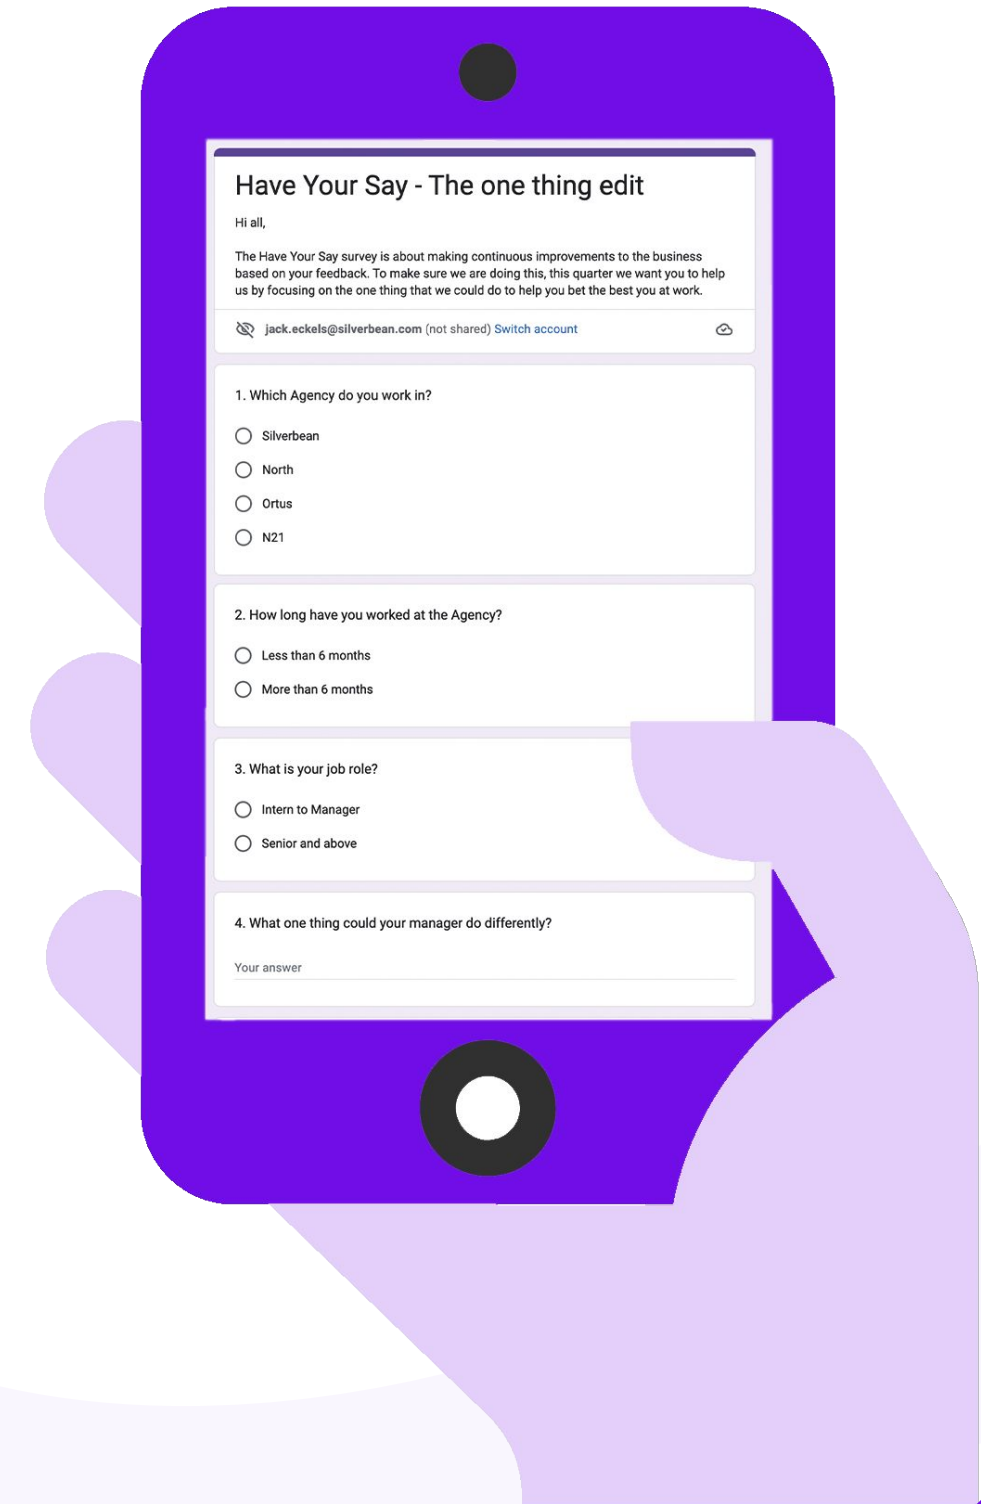 Have Your Say - The one thing edit
Hi all,
The Have Your Say survey is about making continuous improvements to the business
based on your feedback. To make sure we are doing this, this quarter we want you to help
us by focusing on the one thing that we could do to help you bet the best you at work.
jack.eckels@silverbean.com (not shared) Switch account
1. Which Agency do you work in?
Silverbean
North
Ortus
N21
2. How long have you worked at the Agency?
Less than 6 months
More than 6 months
3. What is your job role?
Intern to Manager
Senior and above
4. What one thing could your manager do differently?
Your answer